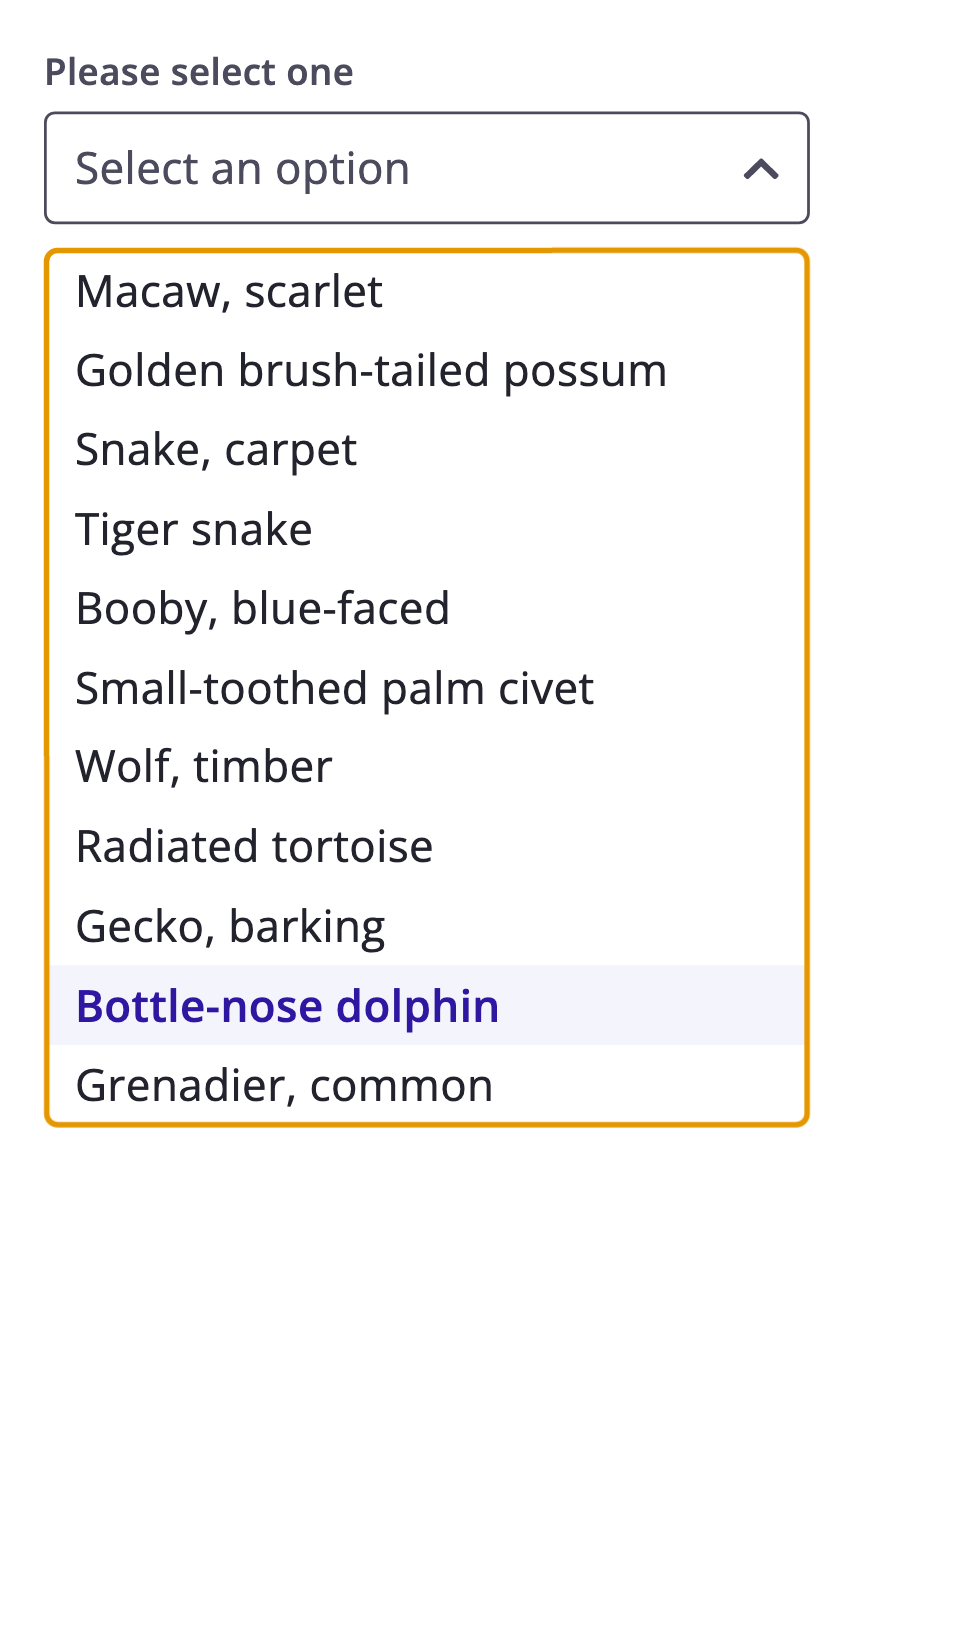 Please select one
Select an option
Macaw, scarlet
Golden brush-tailed possum
Snake, carpet
Tiger snake
Booby, blue-faced
Small-toothed palm civet
Wolf, timber
Radiated tortoise
Gecko, barking
Bottle-nose dolphin
Grenadier, common